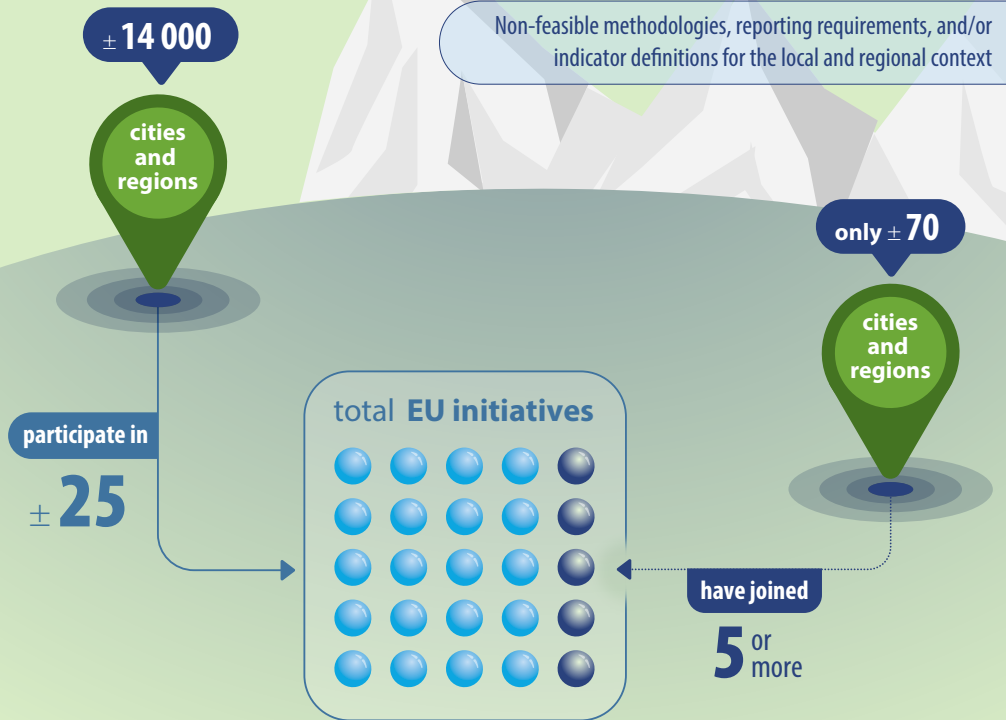 ± 14 000
cities
and
regions
Non-feasible methodologies, reporting requirements, and/or
indicator definitions for the local and regional context
only ± 70
cities
and
regions
participate in
± 25
total EU initiatives
have joined
5 or
more